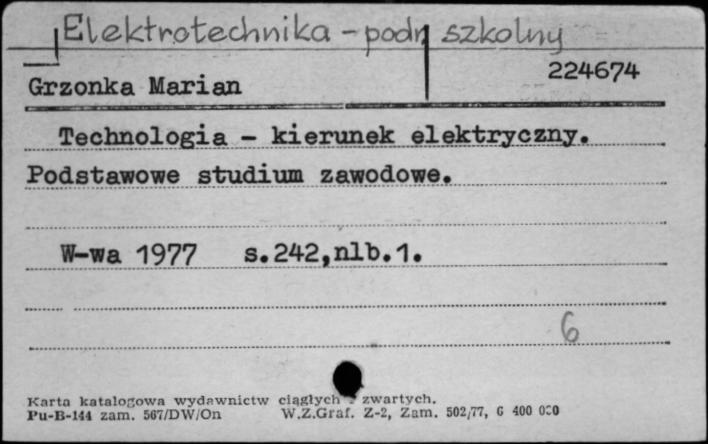 Elektrotechnika - podr. szkolny
224674
Grzonka Marian
Technologia - kierunek elektryczny.
Podstawowe studium zawodowe.
W-wa 1977 s.242,nlb.1.
6
Karta katalogowa wydawnictw ciągłych - zwartych.
Pu-B-144 zam. 567/DW/On W.Z.Graf. Z-2, Zam. 502/77, G 400 000